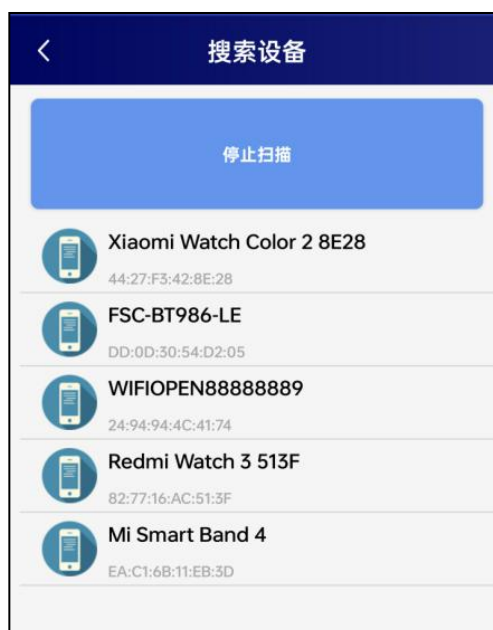 搜索设备
停止扫描
Xiaomi Watch Color 2 8E28
44:27:F3:42:8E:28
FSC-BT986-LE
DD:0D:30:54:D2:05
WIFIOPEN88888889
24:94:94:4C:41:74
Redmi Watch 3 513F
82:77:16:AC:51:3F
Mi Smart Band 4
EA:C1:6B:11:EB:3D